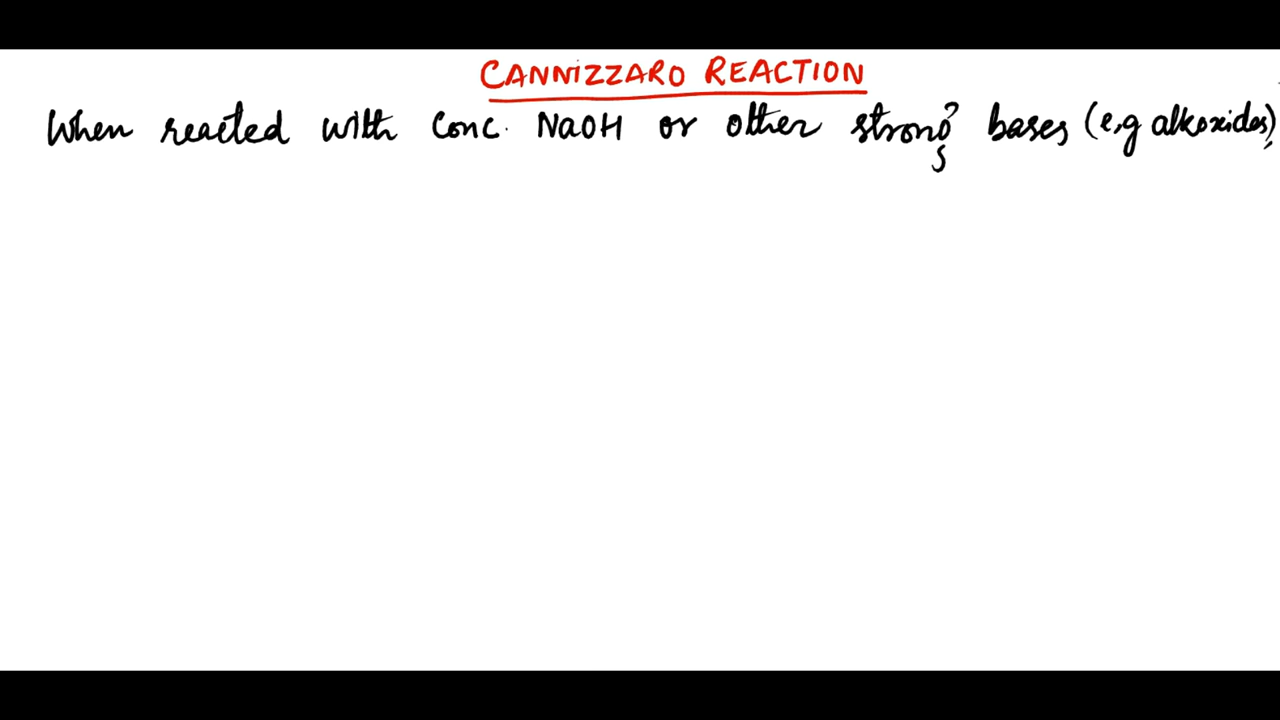 CANNIZZARO REACTION
When reacted with conc. NaOH or other strong bases (e,g alkoxides),